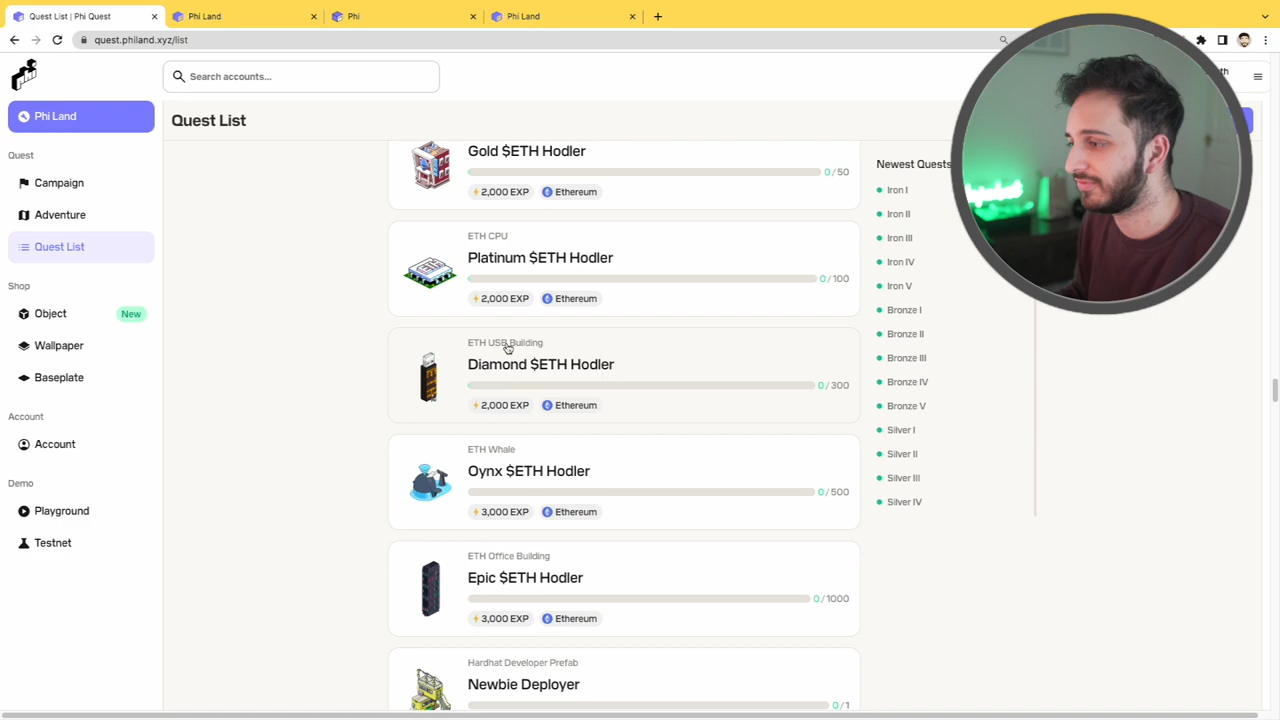 Quest List | Phi Quest
Phi Land
Phi
Phi Land
quest.philand.xyz/list
Search accounts...
Phi Land
Quest List
Quest
Campaign
Adventure
Quest List
Shop
Object
New
Wallpaper
Baseplate
Account
Account
Demo
Playground
Testnet
Gold $ETH Hodler
0/50
2,000 EXP
Ethereum
ETH CPU
Platinum $ETH Hodler
0/100
2,000 EXP
Ethereum
ETH USB Building
Diamond $ETH Hodler
0/300
2,000 EXP
Ethereum
ETH Whale
Oynx $ETH Hodler
0/500
3,000 EXP
Ethereum
ETH Office Building
Epic $ETH Hodler
0/1000
3,000 EXP
Ethereum
Hardhat Developer Prefab
Newbie Deployer
0/1
Newest Quests
Iron I
Iron II
Iron III
Iron IV
Iron V
Bronze I
Bronze II
Bronze III
Bronze IV
Bronze V
Silver I
Silver II
Silver III
Silver IV